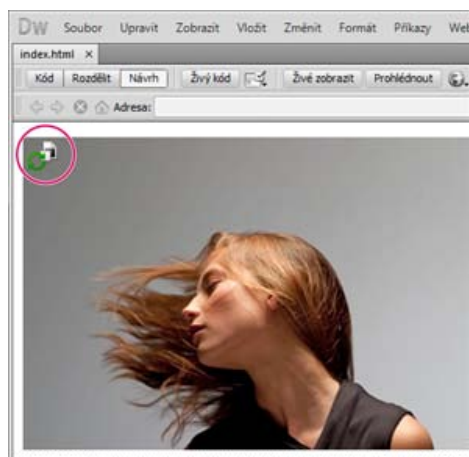 Dw Soubor Upravit Zobrazit Vložit Změnit Formát Příkazy Web
index.html ×
Kód Rozdělit Návrh Živý kód Živé zobrazit Prohlédnout
Adresa: